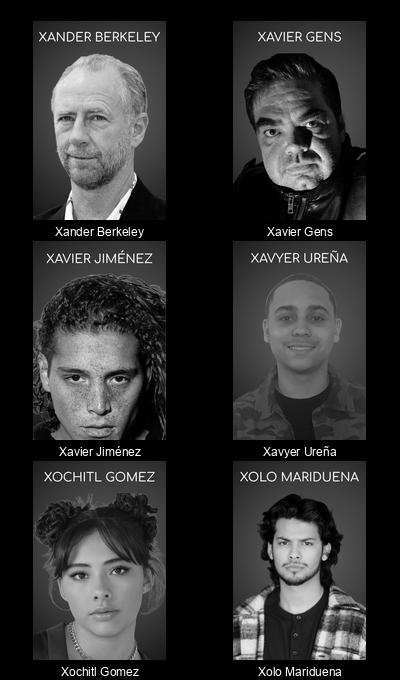 XANDER BERKELEY
XAVIER GENS
Xander Berkeley
Xavier Gens
XAVIER JIMÉNEZ
XAVYER UREÑA
Xavier Jiménez
Xavyer Ureña
XOCHITL GOMEZ
XOLO MARIDUENA
Xochitl Gomez
Xolo Mariduena